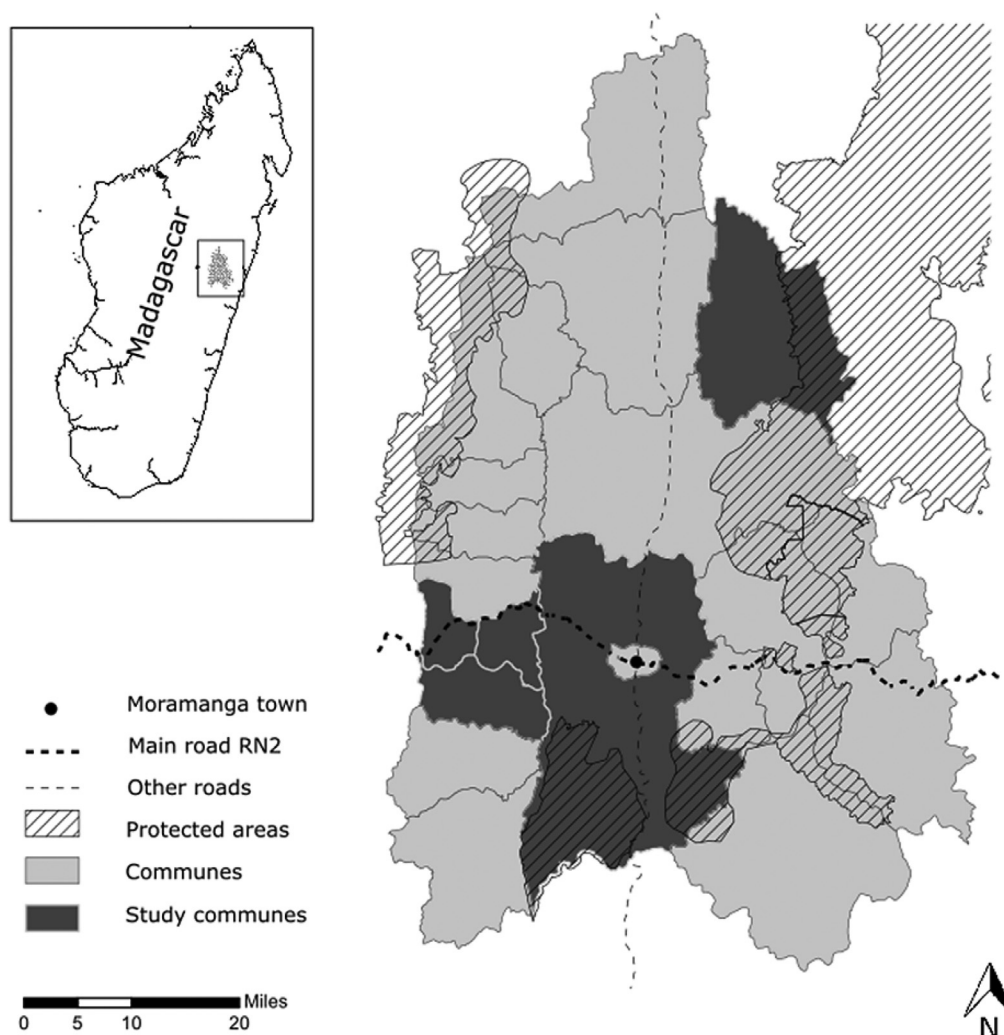 Madagascar
Moramanga town
Main road RN2
Other roads
Protected areas
Communes
Study communes
Miles
0 5 10 20
N